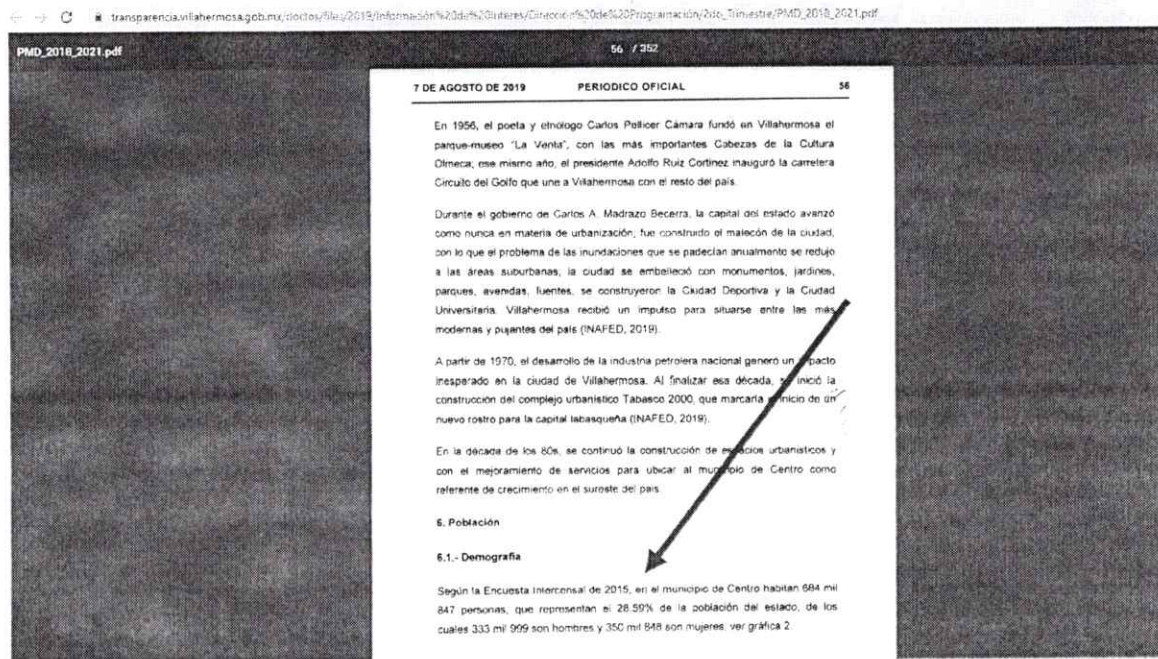 transparencia.villahermosa.gob.mx/doctos/files/2019/Información%20de%20Interes/Dirección%20de%20Programación/2do_Trimestre/PMD_2018_2021.pdf
PMD_2018_2021.pdf
56 / 352
7 DE AGOSTO DE 2019 PERIODICO OFICIAL 56
En 1956, el poeta y etnólogo Carlos Pellicer Cámara fundó en Villahermosa el
parque-museo "La Venta", con las más importantes Cabezas de la Cultura
Olmeca; ese mismo año, el presidente Adolfo Ruiz Cortinez inauguró la carretera
Circuito del Golfo que une a Villahermosa con el resto del país.
Durante el gobierno de Carlos A. Madrazo Becerra, la capital del estado avanzó
como nunca en materia de urbanización, fue construido el malecón de la ciudad,
con lo que el problema de las inundaciones que se padecían anualmente se redujo
a las áreas suburbanas, la ciudad se embelleció con monumentos, jardines,
parques, avenidas, fuentes, se construyeron la Ciudad Deportiva y la Ciudad
Universitaria. Villahermosa recibió un impulso para situarse entre las más
modernas y pujantes del país (INAFED, 2019).
A partir de 1970, el desarrollo de la industria petrolera nacional generó un impacto
inesperado en la ciudad de Villahermosa. Al finalizar esa década, se inició la
construcción del complejo urbanístico Tabasco 2000, que marcaría inicio de un
nuevo rostro para la capital tabasqueña (INAFED, 2019).
En la década de los 80s, se continuó la construcción de espacios urbanísticos y
con el mejoramiento de servicios para ubicar al municipio de Centro como
referente de crecimiento en el sureste del país.
6. Población
6.1.- Demografía
Según la Encuesta Intercensal de 2015, en el municipio de Centro habitan 684 mil
847 personas, que representan el 28.59% de la población del estado, de los
cuales 333 mil 999 son hombres y 350 mil 848 son mujeres, ver gráfica 2.